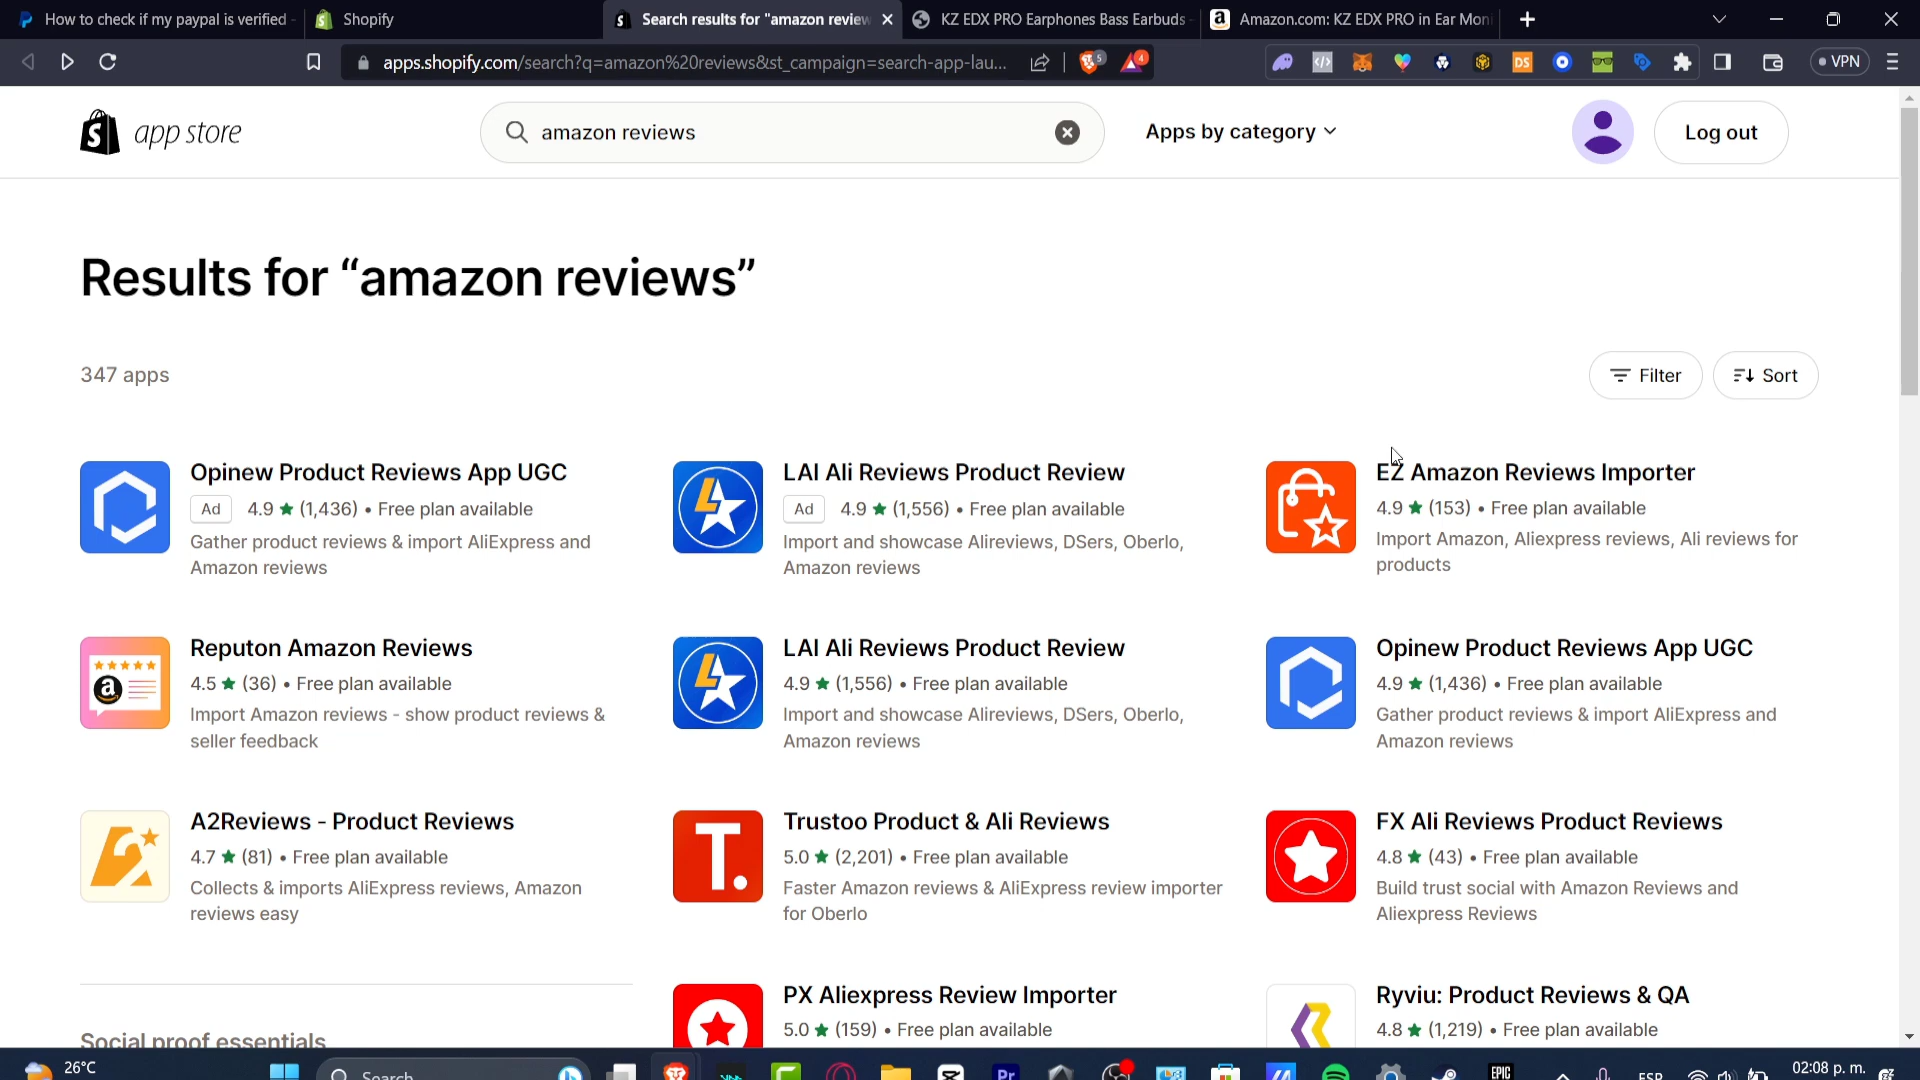 How to check if my paypal is verified
Shopify
Search results for "amazon review
KZ EDX PRO Earphones Bass Earbuds
Amazon.com: KZ EDX PRO in Ear Moni
apps.shopify.com/search?q=amazon%20reviews&st_campaign=search-app-lau...
5
4
DS
VPN
app store
amazon reviews
Apps by category
Log out
Results for “amazon reviews”
347 apps
Filter
Sort
Opinew Product Reviews App UGC
Ad 4.9 ★ (1,436) • Free plan available
Gather product reviews & import AliExpress and
Amazon reviews
LAI Ali Reviews Product Review
Ad 4.9 ★ (1,556) • Free plan available
Import and showcase Alireviews, DSers, Oberlo,
Amazon reviews
EZ Amazon Reviews Importer
4.9 ★ (153) • Free plan available
Import Amazon, Aliexpress reviews, Ali reviews for
products
Reputon Amazon Reviews
4.5 ★ (36) • Free plan available
Import Amazon reviews - show product reviews &
seller feedback
LAI Ali Reviews Product Review
4.9 ★ (1,556) • Free plan available
Import and showcase Alireviews, DSers, Oberlo,
Amazon reviews
Opinew Product Reviews App UGC
4.9 ★ (1,436) • Free plan available
Gather product reviews & import AliExpress and
Amazon reviews
A2Reviews - Product Reviews
4.7 ★ (81) • Free plan available
Collects & imports AliExpress reviews, Amazon
reviews easy
T.
Trustoo Product & Ali Reviews
5.0 ★ (2,201) • Free plan available
Faster Amazon reviews & AliExpress review importer
for Oberlo
FX Ali Reviews Product Reviews
4.8 ★ (43) • Free plan available
Build trust social with Amazon Reviews and
Aliexpress Reviews
PX Aliexpress Review Importer
5.0 ★ (159) • Free plan available
Ryviu: Product Reviews & QA
4.8 ★ (1,219) • Free plan available
Social proof essentials
26°C
Search
Pr
EPIC
ESP
02:08 p. m.